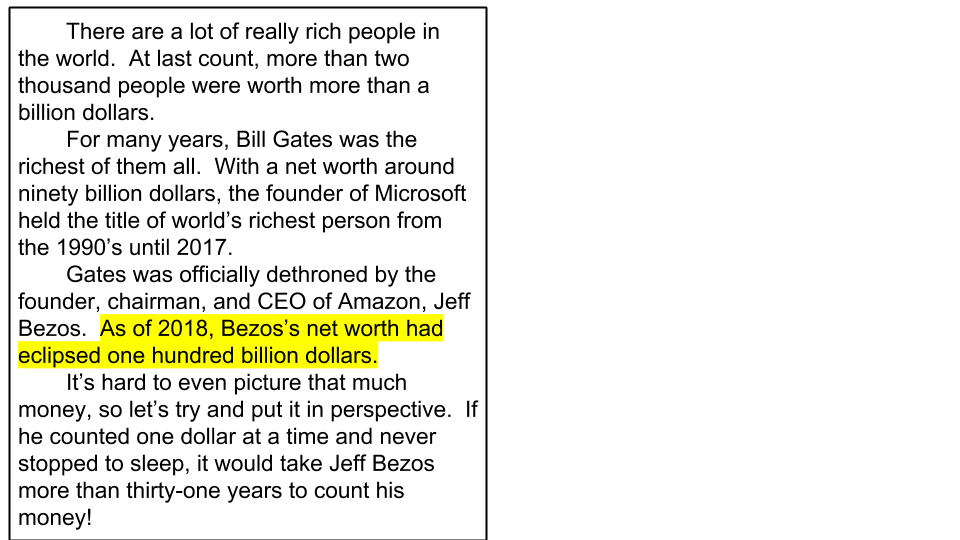 There are a lot of really rich people in
the world.  At last count, more than two
thousand people were worth more than a
billion dollars.
For many years, Bill Gates was the
richest of them all.  With a net worth around
ninety billion dollars, the founder of Microsoft
held the title of world’s richest person from
the 1990’s until 2017.
Gates was officially dethroned by the
founder, chairman, and CEO of Amazon, Jeff
Bezos.  As of 2018, Bezos’s net worth had
eclipsed one hundred billion dollars.
It’s hard to even picture that much
money, so let’s try and put it in perspective.  If
he counted one dollar at a time and never
stopped to sleep, it would take Jeff Bezos
more than thirty-one years to count his
money!